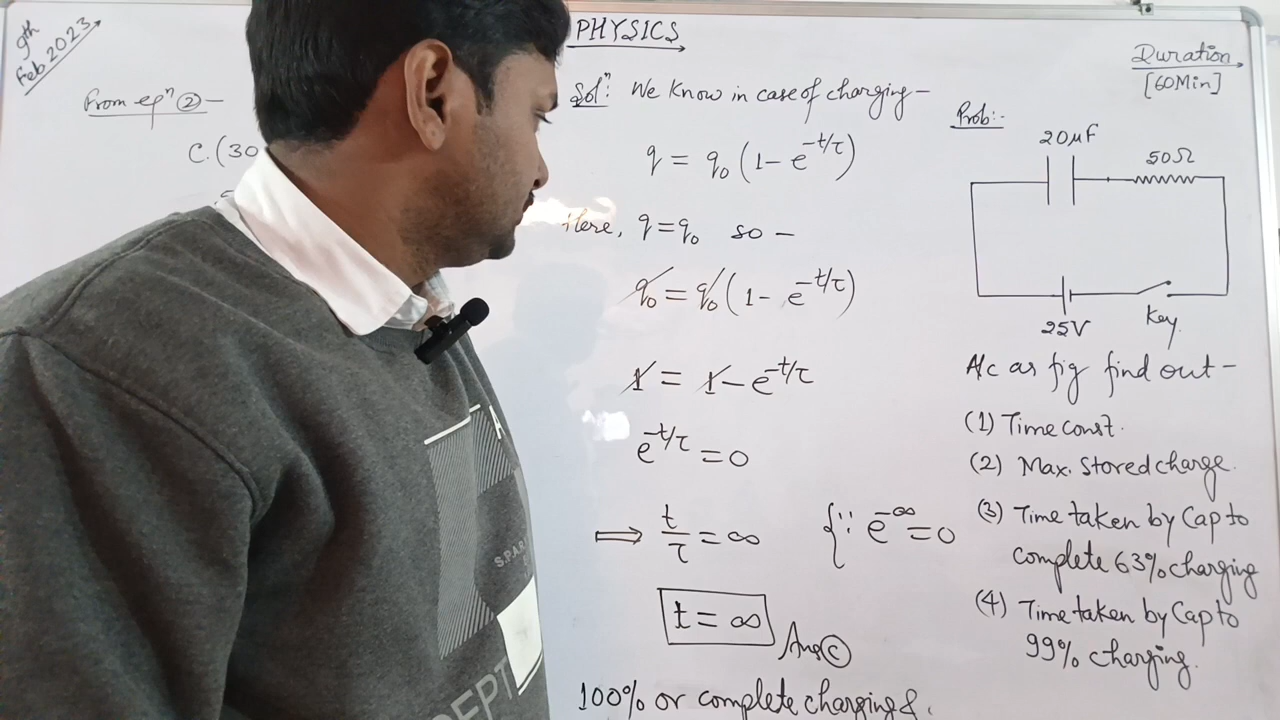 9th
Feb 2023
From eqⁿ ② –
C. (30
PHYSICS
Solⁿ: We know in case of charging –
q = q₀ (1 - e^-t/τ)
Here, q = q₀ so –
q₀ = q₀ (1 - e^-t/τ)
1 = 1 - e^-t/τ
e^-t/τ = 0
⟹ t/τ = ∞ {∵ e^-∞ = 0
t = ∞
Ans ©
100% or complete charging &.
Duration
[60 Min]
Prob:-
20μF
50Ω
25V
Key.
A/c as fig find out –
(1) Time const.
(2) Max. Stored charge.
(3) Time taken by Cap to
complete 63% charging
(4) Time taken by Cap to
99% charging.
A
S.PAR
EPT